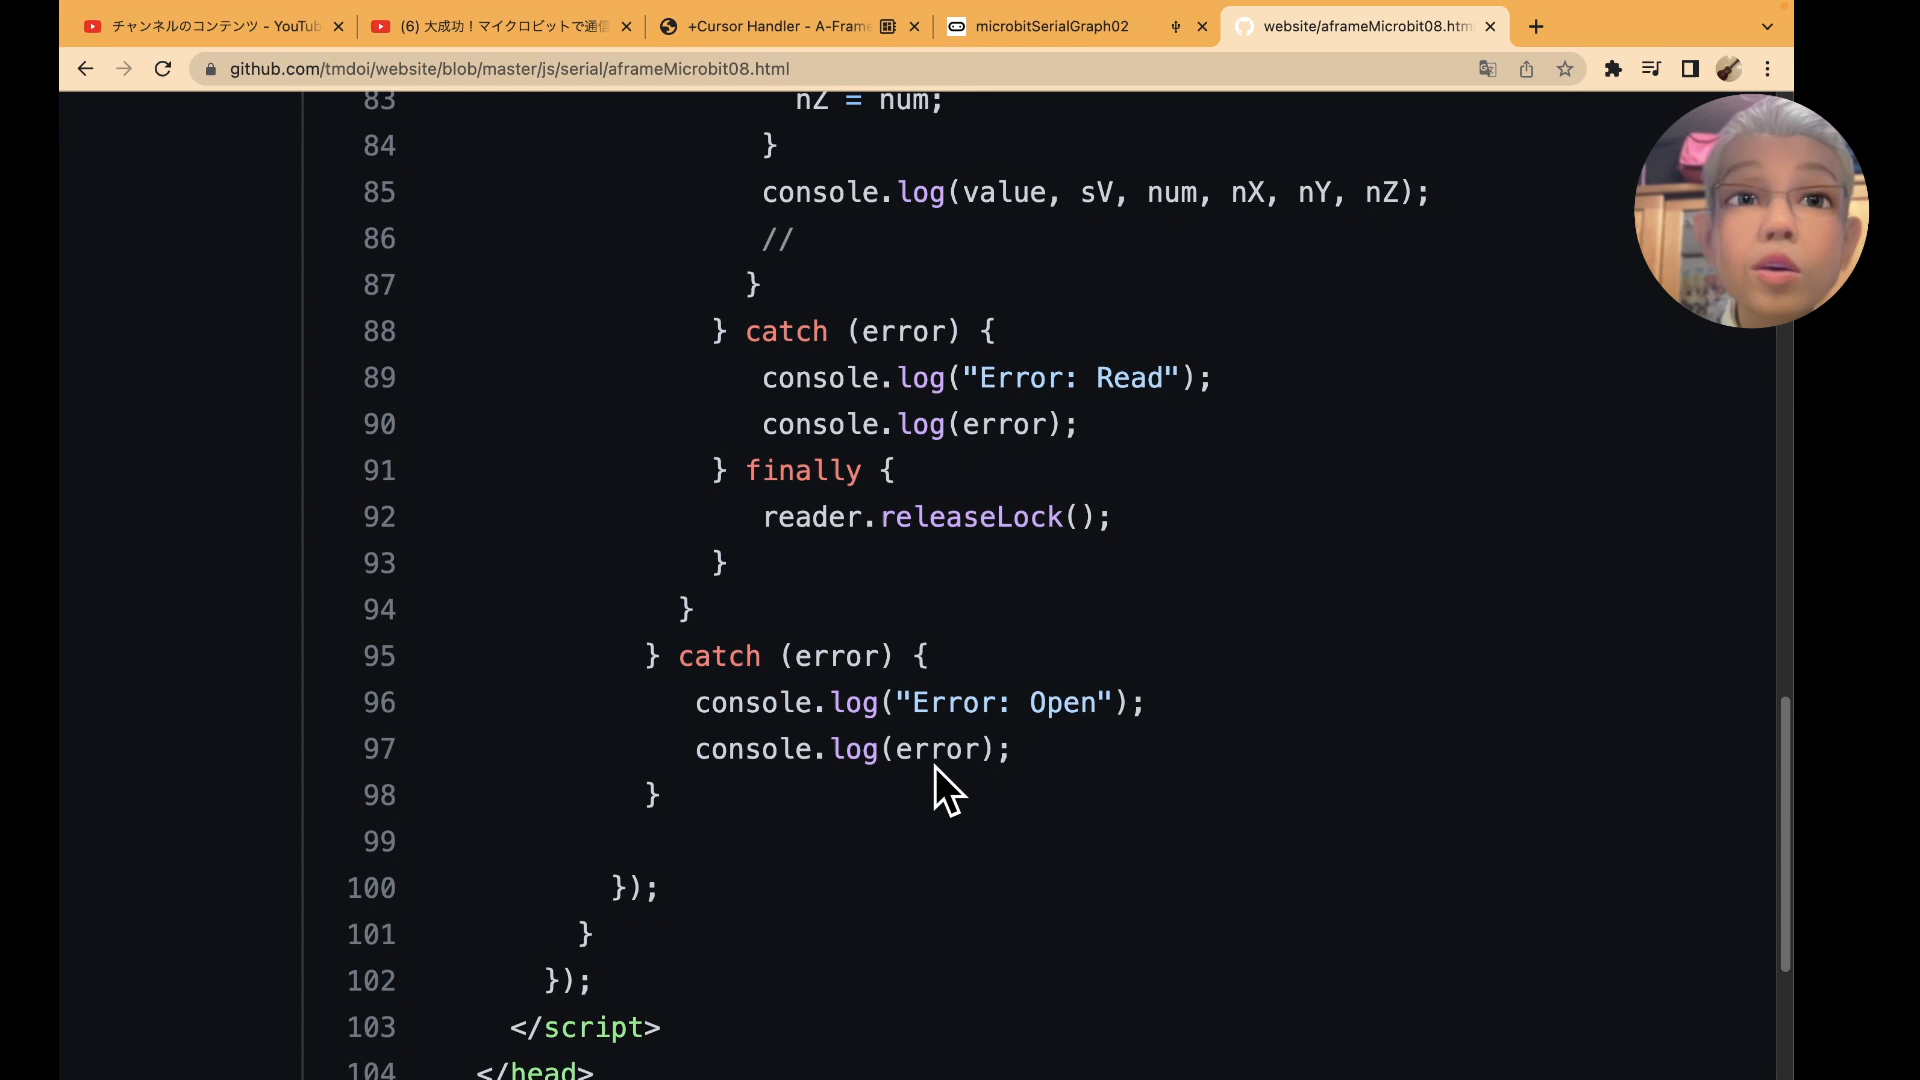 チャンネルのコンテンツ - YouTub
(6) 大成功！マイクロビットで通信
+Cursor Handler - A-Frame
microbitSerialGraph02
website/aframeMicrobit08.htm
github.com/tmdoi/website/blob/master/js/serial/aframeMicrobit08.html
83 nZ = num;
84 }
85 console.log(value, sV, num, nX, nY, nZ);
86 //
87 }
88 } catch (error) {
89 console.log("Error: Read");
90 console.log(error);
91 } finally {
92 reader.releaseLock();
93 }
94 }
95 } catch (error) {
96 console.log("Error: Open");
97 console.log(error);
98 }
99
100 });
101 }
102 });
103 </script>
104 </head>